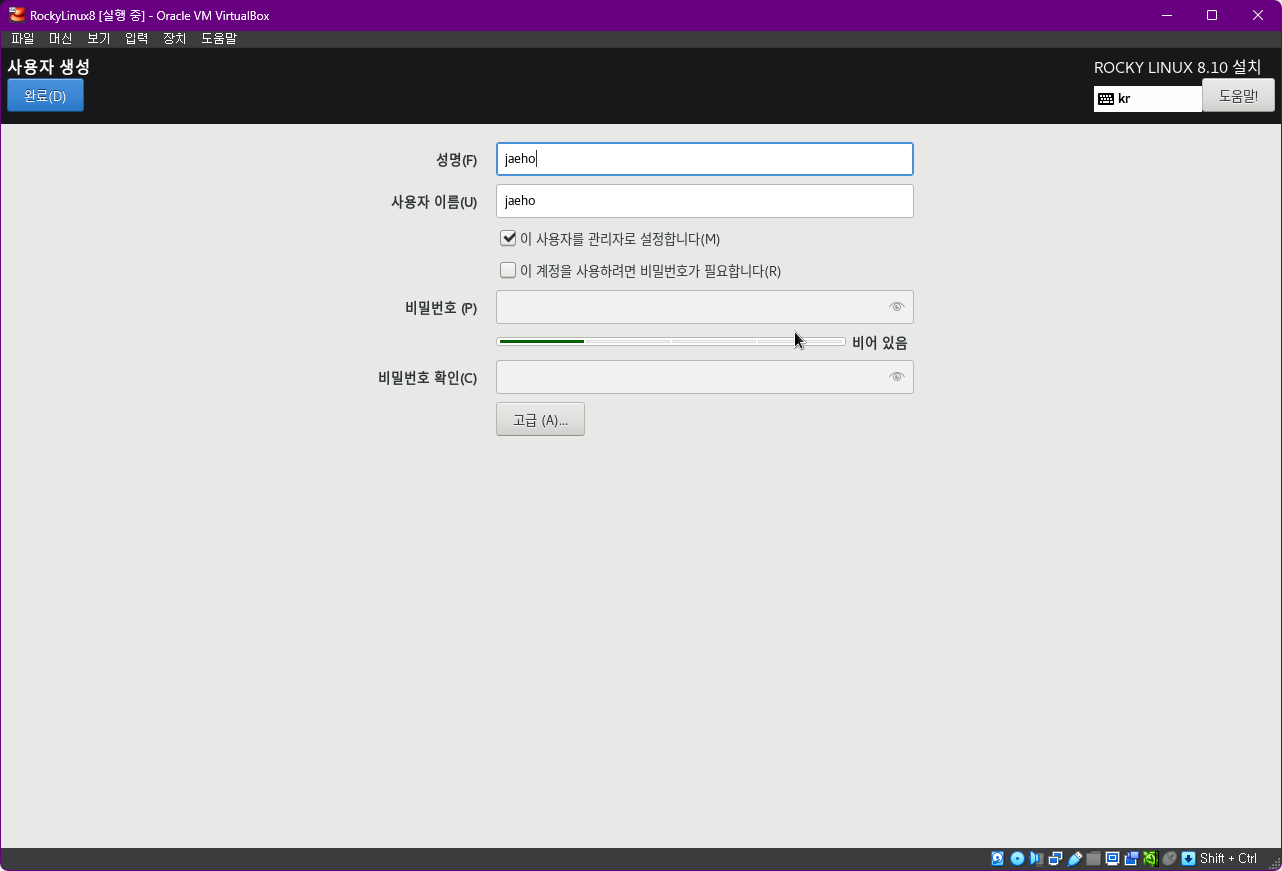 RockyLinux8 [실행 중] - Oracle VM VirtualBox
파일 머신 보기 입력 장치 도움말
사용자 생성
ROCKY LINUX 8.10 설치
완료(D)
kr
도움말!
성명(F)
jaeho
사용자 이름(U)
jaeho
이 사용자를 관리자로 설정합니다(M)
이 계정을 사용하려면 비밀번호가 필요합니다(R)
비밀번호 (P)
비어 있음
비밀번호 확인(C)
고급 (A)...
Shift + Ctrl